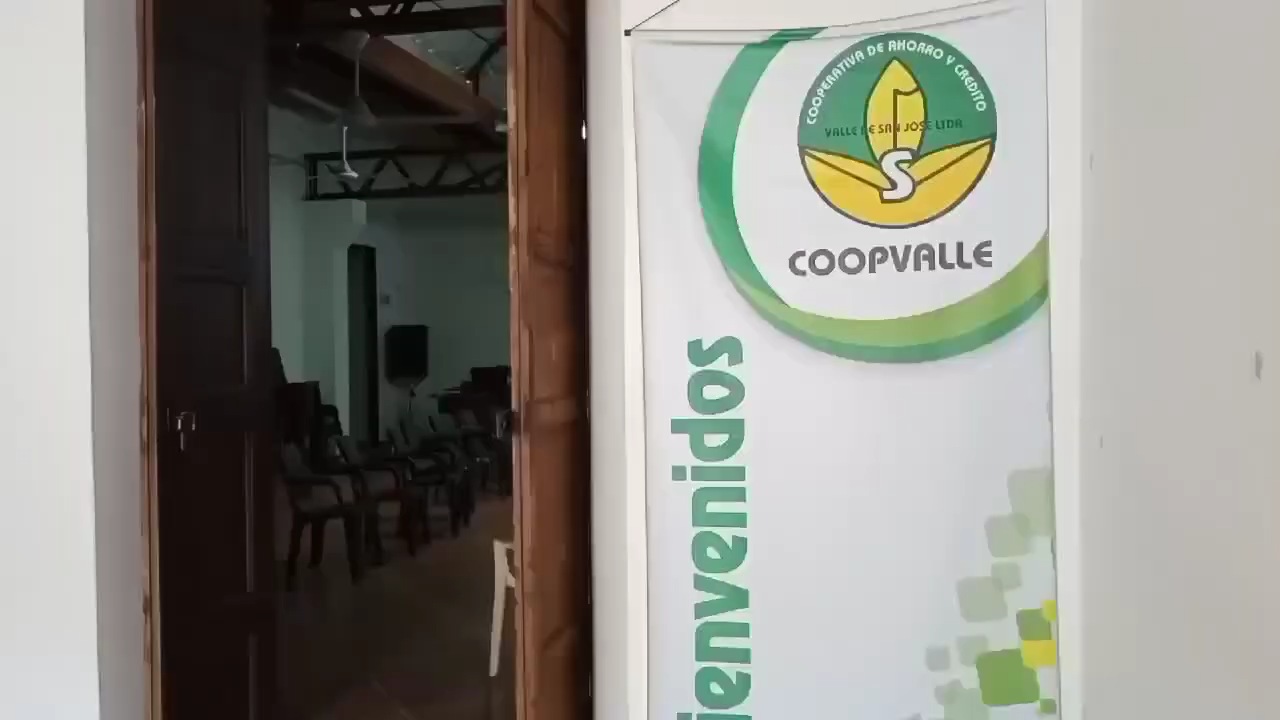 COOPERATIVA DE AHORRO Y CREDITO
VALLE DE SAN JOSE LTDA.
S
COOPVALLE
ienvenidos